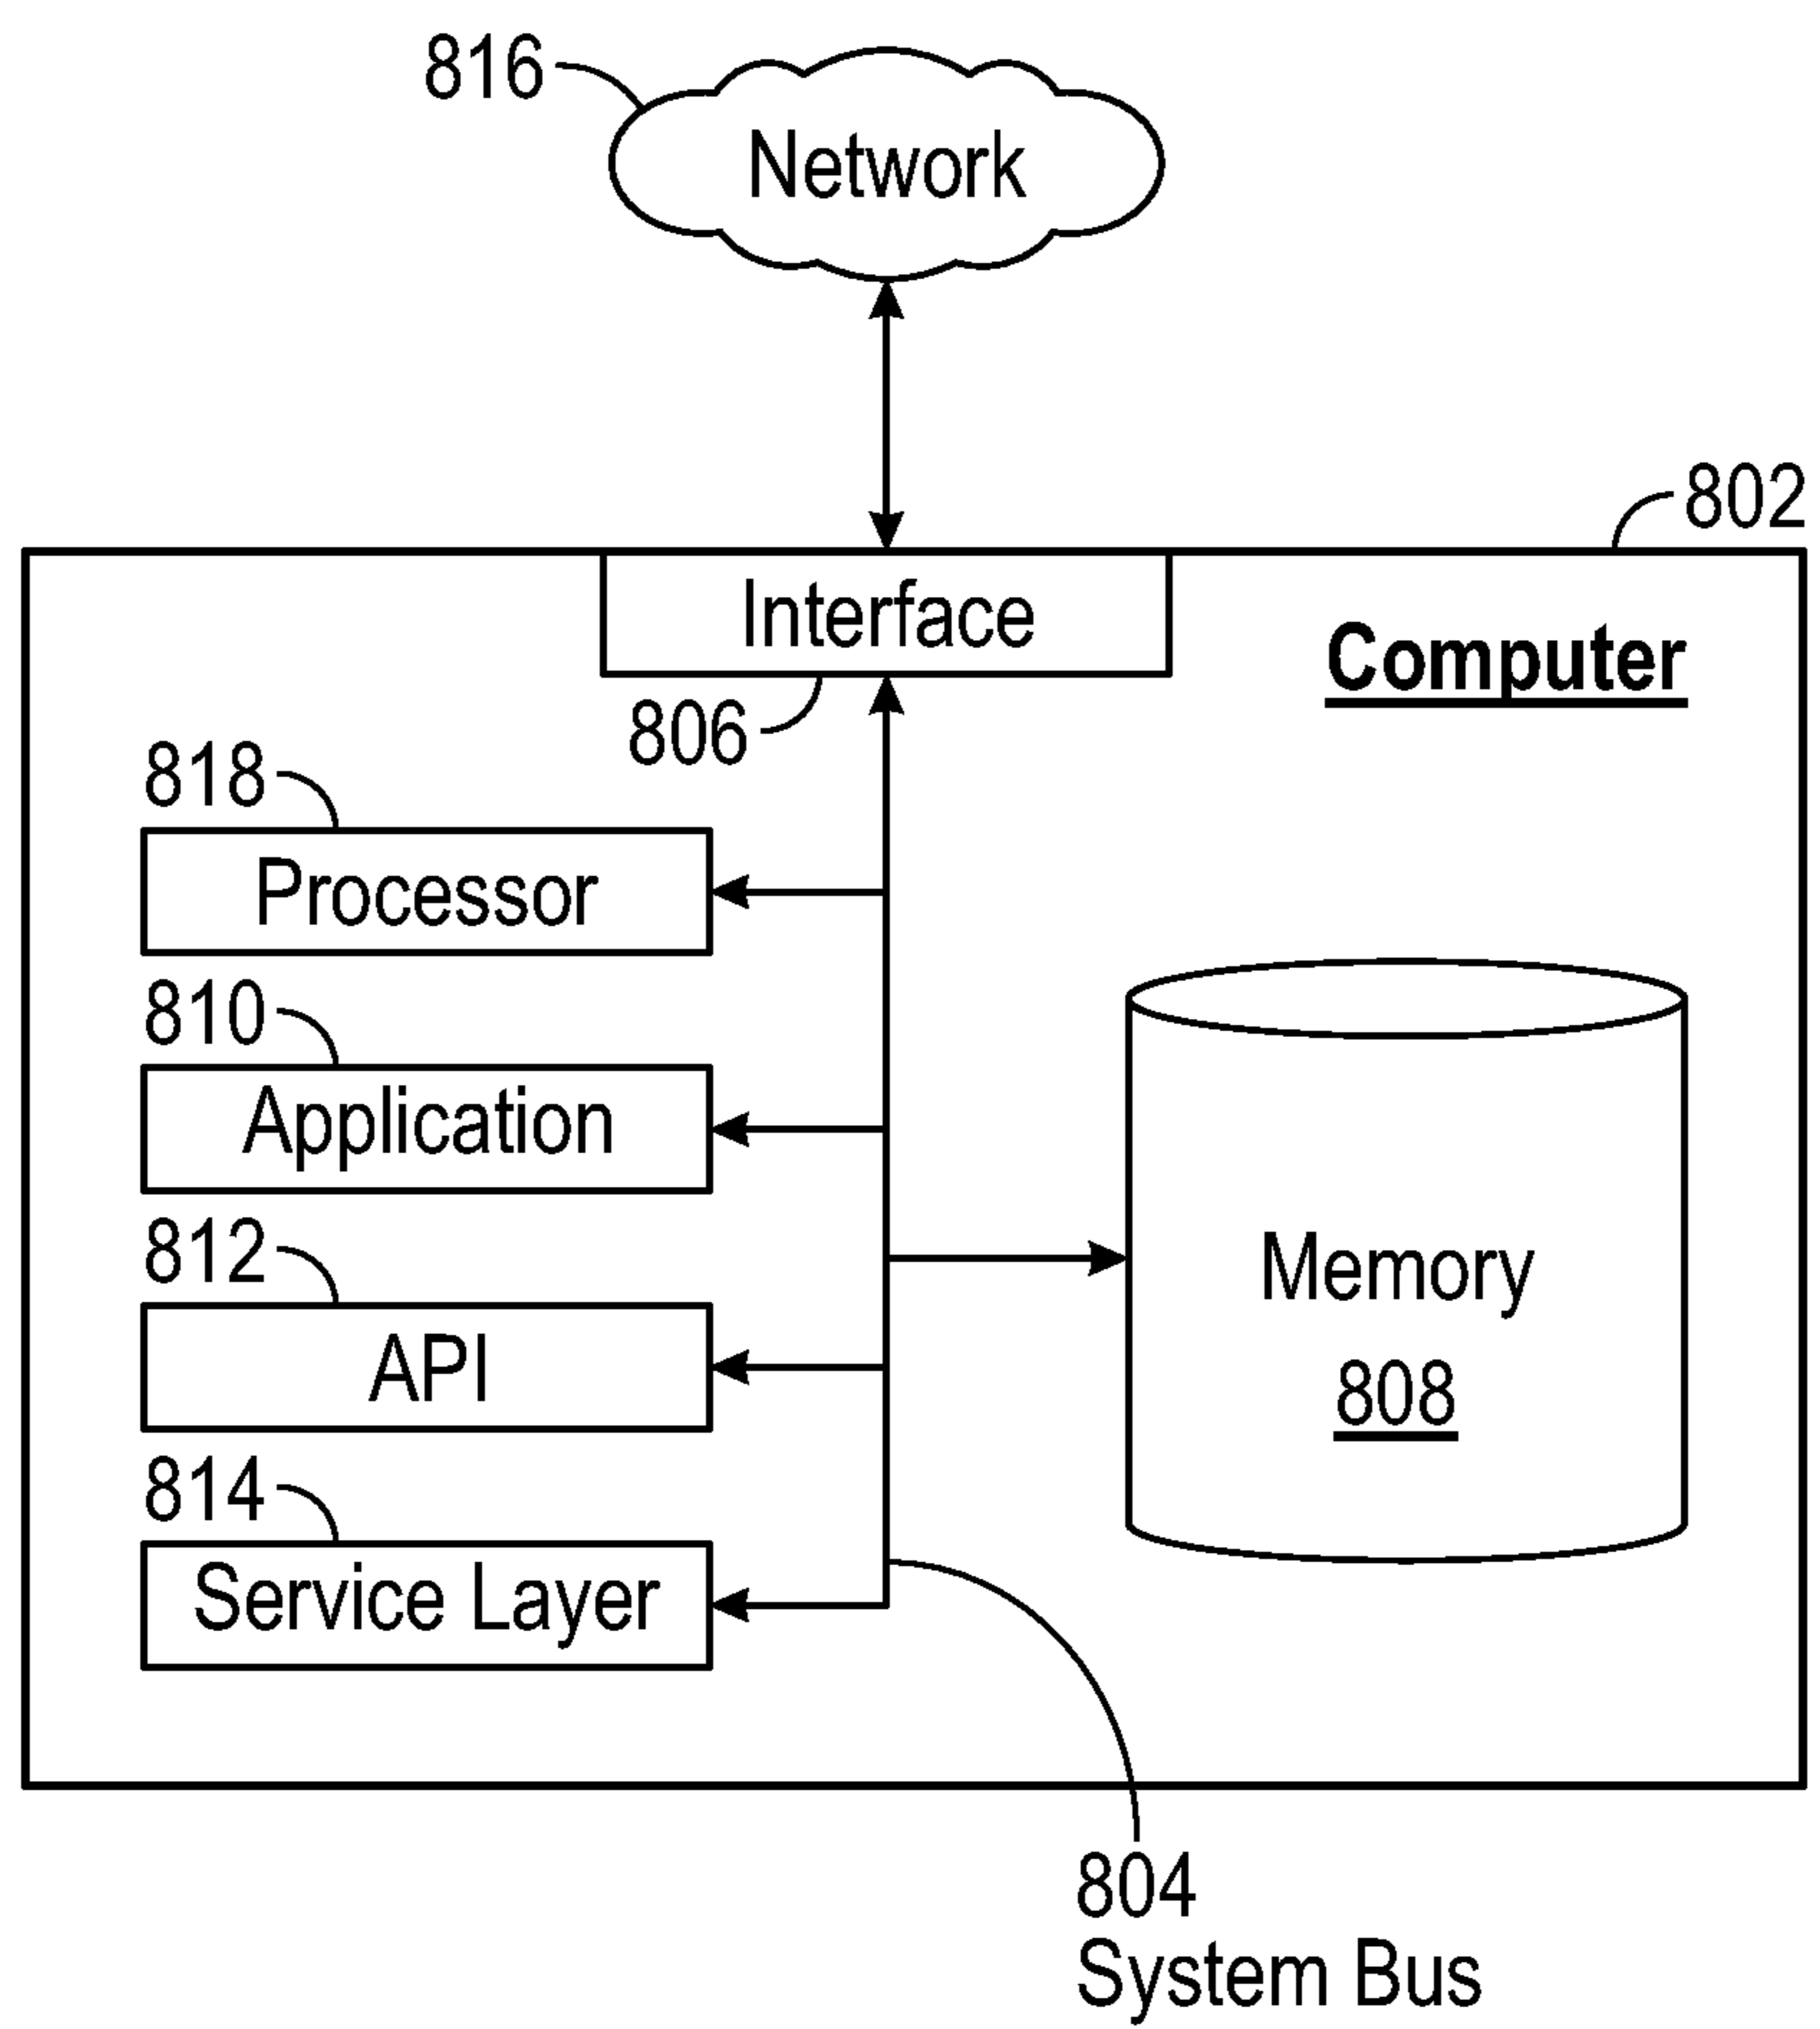 816
Network
802
Interface
Computer
806
818
Processor
810
Application
812
API
Memory
808
814
Service Layer
804
System Bus